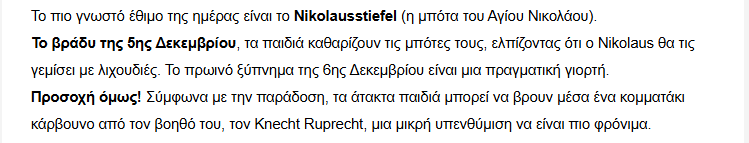 Το πιο γνωστό έθιμο της ημέρας είναι το Nikolausstiefel (η μπότα του Αγίου Νικολάου).
Το βράδυ της 5ης Δεκεμβρίου, τα παιδιά καθαρίζουν τις μπότες τους, ελπίζοντας ότι ο Nikolaus θα τις
γεμίσει με λιχουδιές. Το πρωινό ξύπνημα της 6ης Δεκεμβρίου είναι μια πραγματική γιορτή.
Προσοχή όμως! Σύμφωνα με την παράδοση, τα άτακτα παιδιά μπορεί να βρουν μέσα ένα κομματάκι
κάρβουνο από τον βοηθό του, τον Knecht Ruprecht, μια μικρή υπενθύμιση να είναι πιο φρόνιμα.